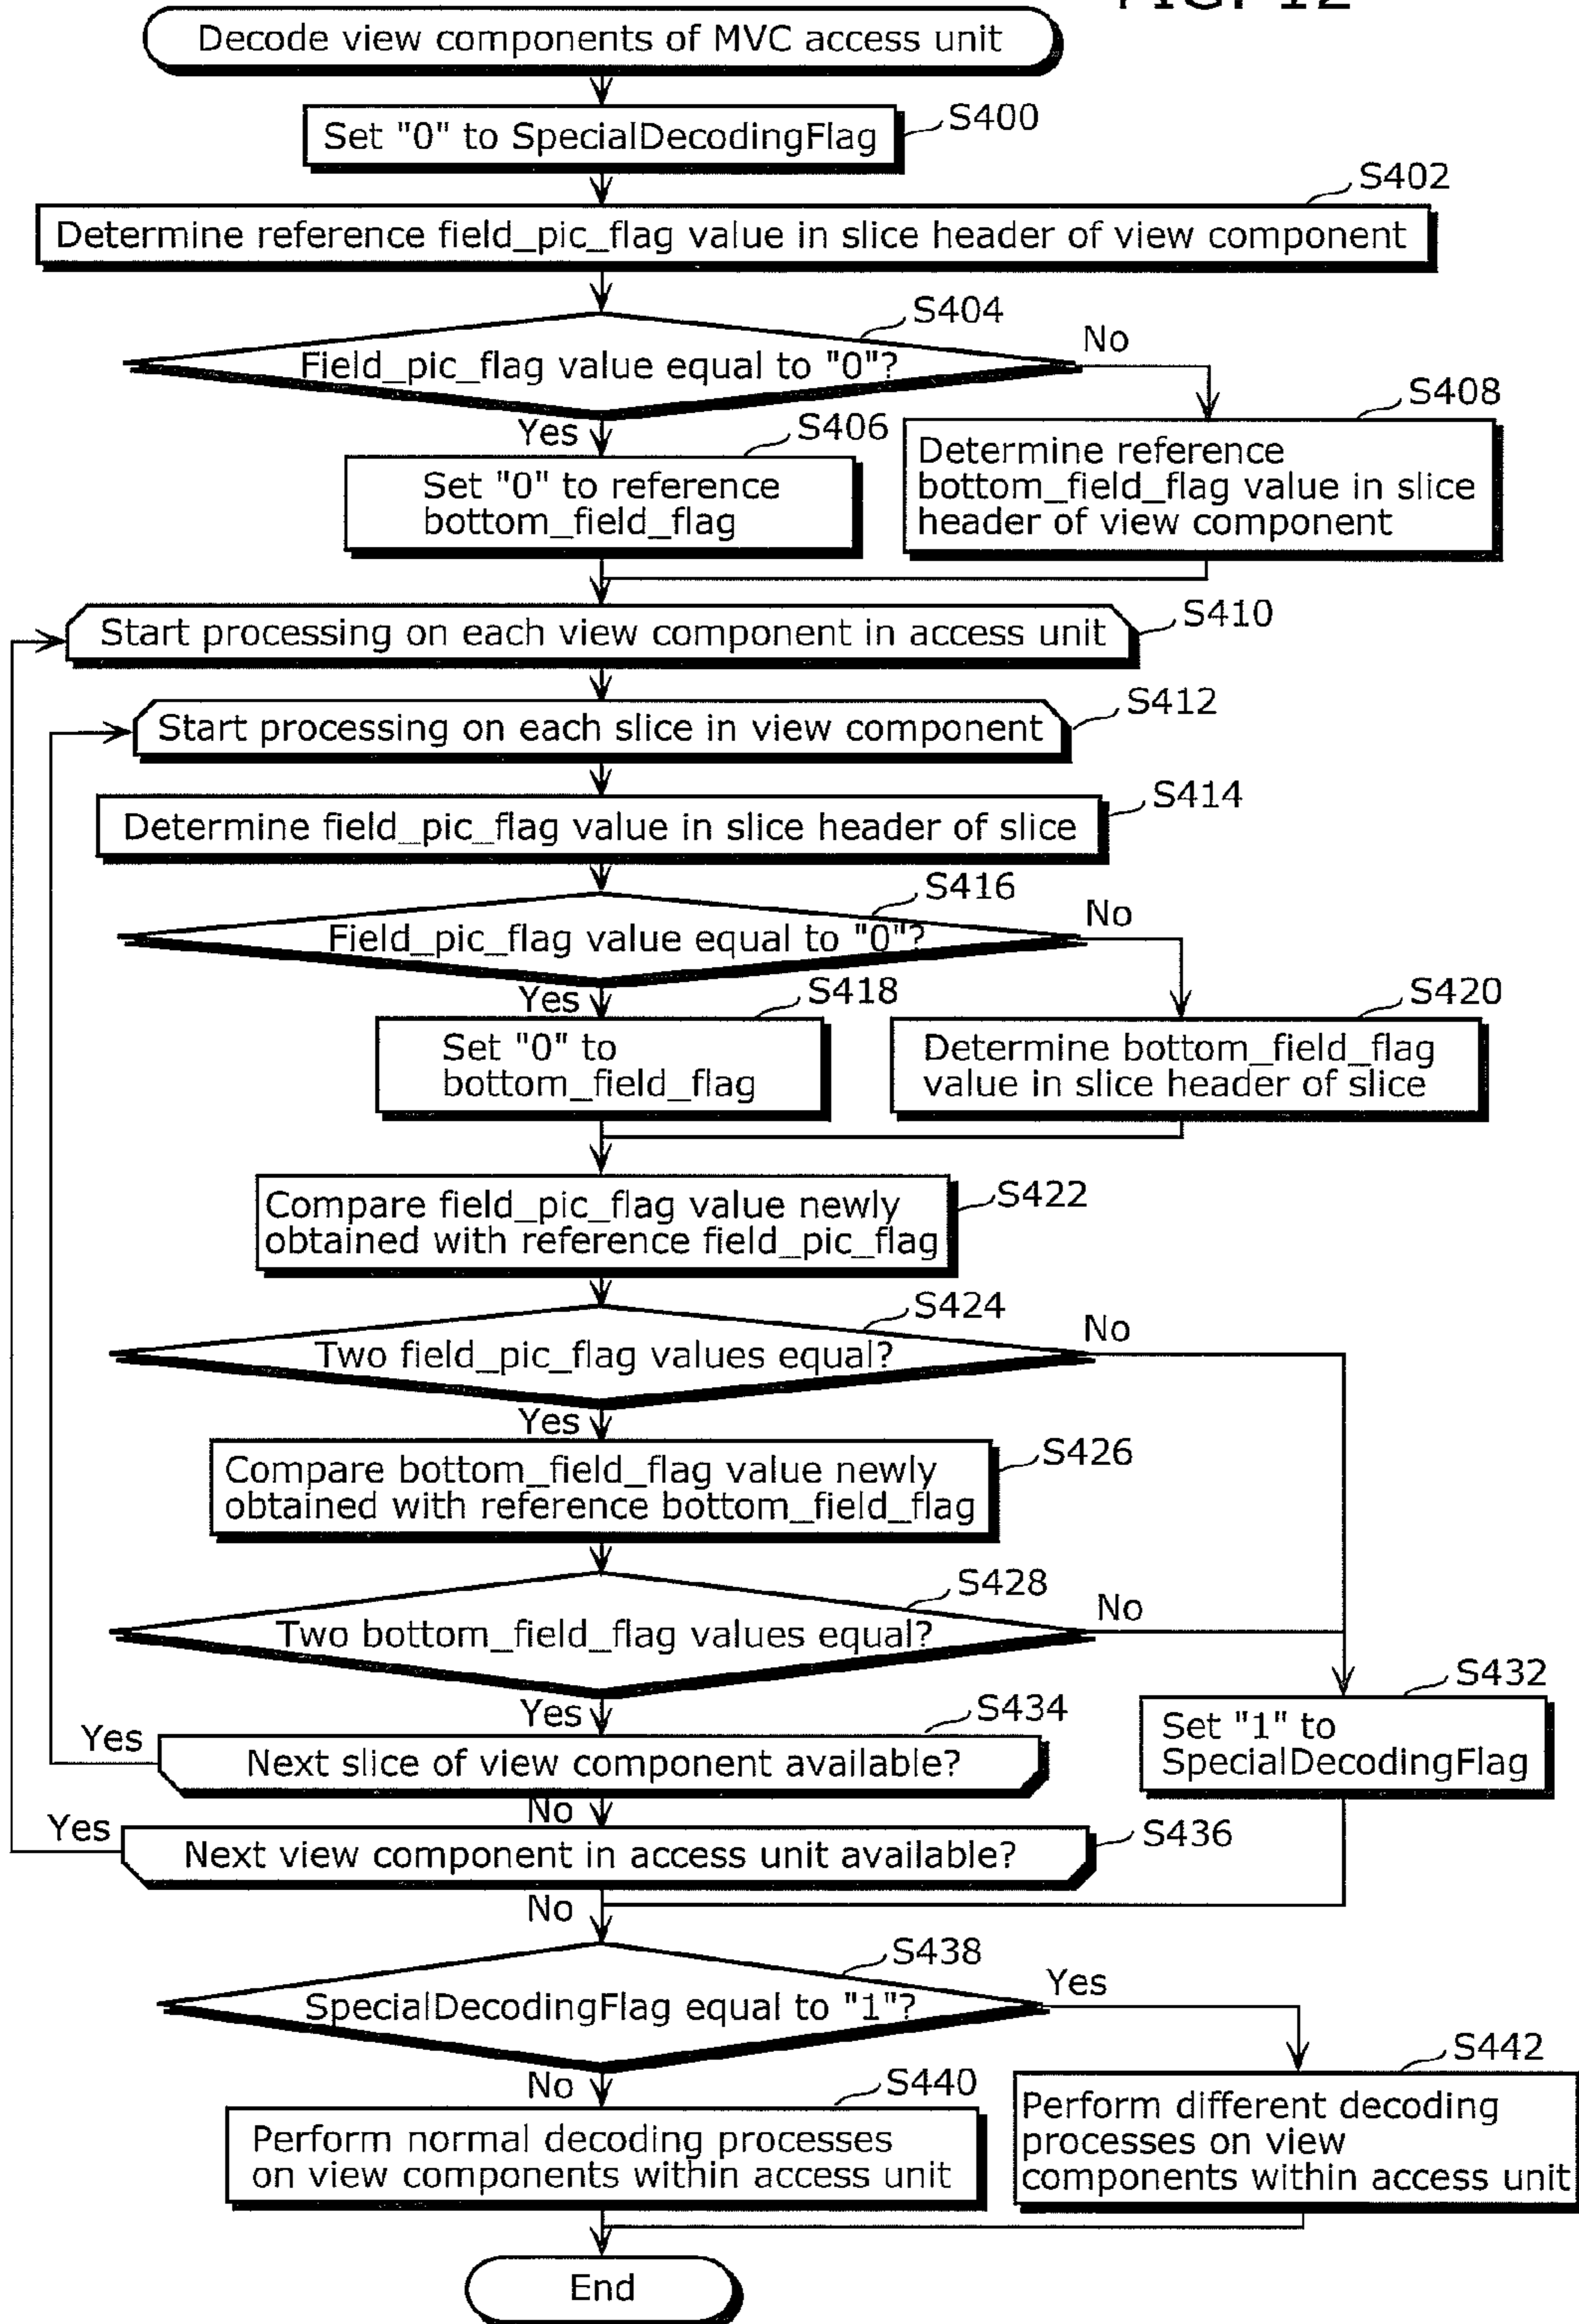 FIG. 12
Decode view components of MVC access unit
S400
Set "0" to SpecialDecodingFlag
S402
Determine reference field_pic_flag value in slice header of view component
S404
No
Field_pic_flag value equal to "0"?
S408
Yes
S406
Set "0" to reference
bottom_field_flag
Determine reference
bottom_field_flag value in slice
header of view component
S410
Start processing on each view component in access unit
S412
Start processing on each slice in view component
S414
Determine field_pic_flag value in slice header of slice
S416
No
Field_pic_flag value equal to "0"?
Yes
S418
S420
Set "0" to
bottom_field_flag
Determine bottom_field_flag
value in slice header of slice
S422
Compare field_pic_flag value newly
obtained with reference field_pic_flag
S424
No
Two field_pic_flag values equal?
Yes
S426
Compare bottom_field_flag value newly
obtained with reference bottom_field_flag
S428
No
Two bottom_field_flag values equal?
S432
Yes
S434
Set "1" to
SpecialDecodingFlag
Yes
Next slice of view component available?
No
Yes
S436
Next view component in access unit available?
No
S438
Yes
SpecialDecodingFlag equal to "1"?
S442
No
S440
Perform normal decoding processes
on view components within access unit
Perform different decoding
processes on view
components within access unit
End